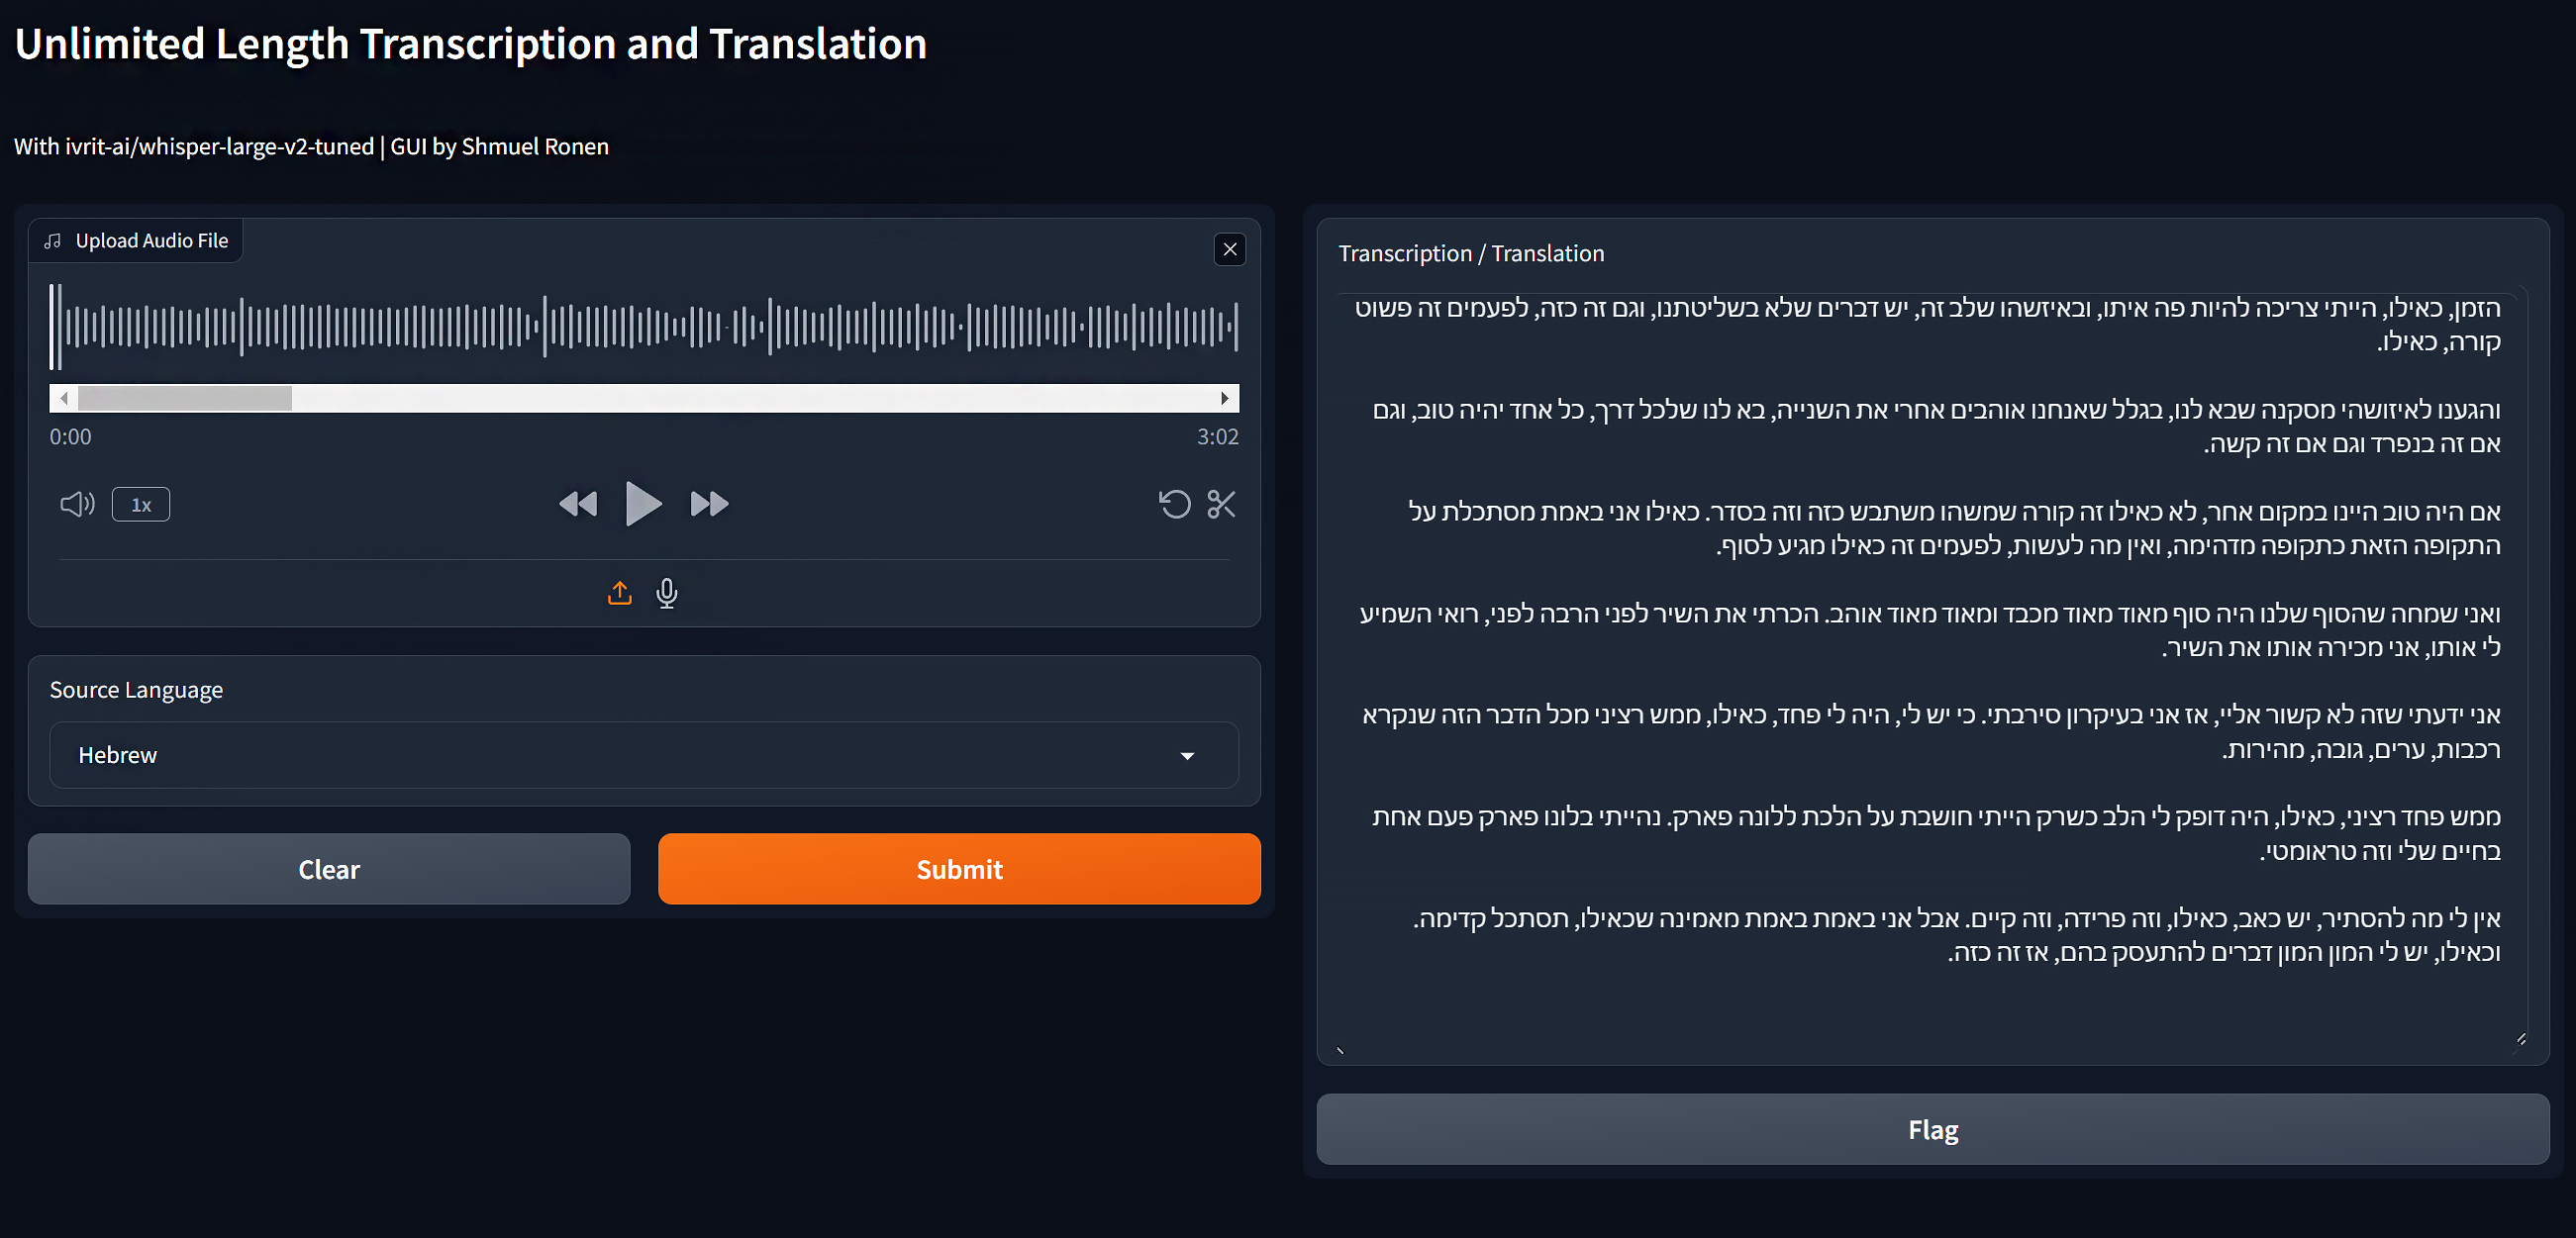 Unlimited Length Transcription and Translation
With ivrit-ai/whisper-large-v2-tuned | GUI by Shmuel Ronen
Upload Audio File
0:00
3:02
1x
Source Language
Hebrew
Clear
Submit
Transcription / Translation
הזמן, כאילו, הייתי צריכה להיות פה איתו, ובאיזשהו שלב זה, יש דברים שלא בשליטתנו, וגם זה כזה, לפעמים זה פשוט
קורה, כאילו.
והגענו לאיזושהי מסקנה שבא לנו, בגלל שאנחנו אוהבים אחרי את השנייה, בא לנו שלכל דרך, כל אחד יהיה טוב, וגם
אם זה בנפרד וגם אם זה קשה.
אם היה טוב היינו במקום אחר, לא כאילו זה קורה שמשהו משתבש כזה וזה בסדר. כאילו אני באמת מסתכלת על
התקופה הזאת כתקופה מדהימה, ואין מה לעשות, לפעמים זה כאילו מגיע לסוף.
ואני שמחה שהסוף שלנו היה סוף מאוד מאוד מכבד ומאוד מאוד אוהב. הכרתי את השיר לפני הרבה לפני, רואי השמיע
לי אותו, אני מכירה אותו את השיר.
אני ידעתי שזה לא קשור אליי, אז אני בעיקרון סירבתי. כי יש לי, היה לי פחד, כאילו, ממש רציני מכל הדבר הזה שנקרא
רכבות, ערים, גובה, מהירות.
ממש פחד רציני, כאילו, היה דופק לי הלב כשרק הייתי חושבת על הלכת ללונה פארק. נהייתי בלונו פארק פעם אחת
בחיים שלי וזה טראומטי.
אין לי מה להסתיר, יש כאב, כאילו, וזה פרידה, וזה קיים. אבל אני באמת באמת מאמינה שכאילו, תסתכל קדימה.
וכאילו, יש לי המון המון דברים להתעסק בהם, אז זה כזה.
Flag